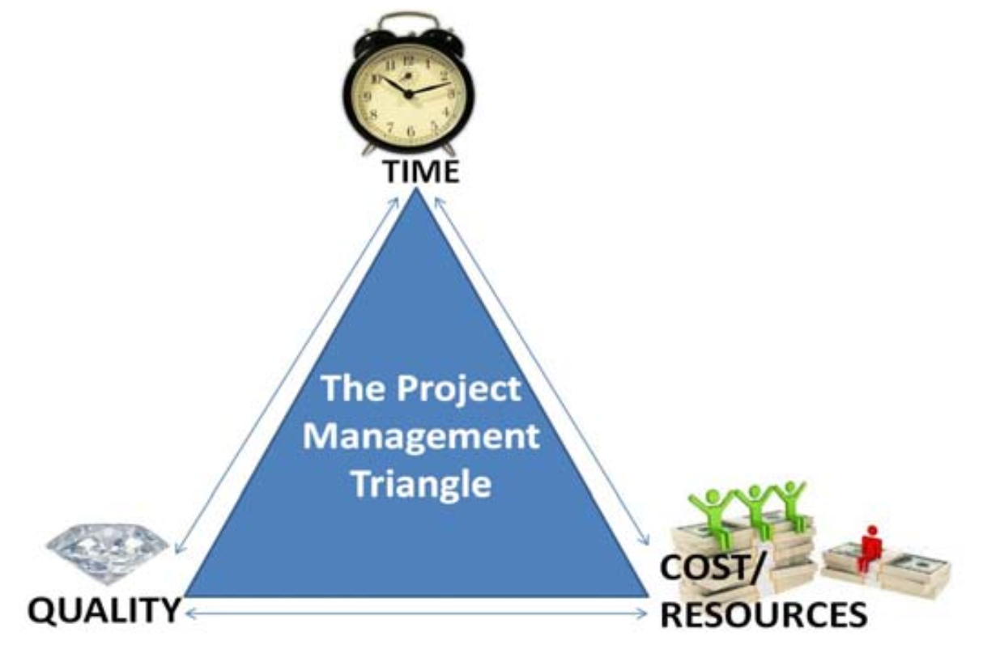 TIME
The Project
Management
Triangle
QUALITY
COST/
RESOURCES